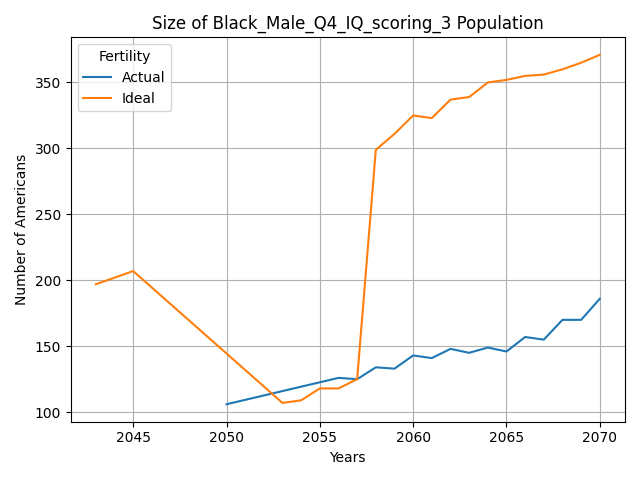 Size of Black_Male_Q4_IQ_scoring_3 Population
Fertility
Actual
Ideal
Number of Americans
350
300
250
200
150
100
2045
2050
2055
2060
2065
2070
Years